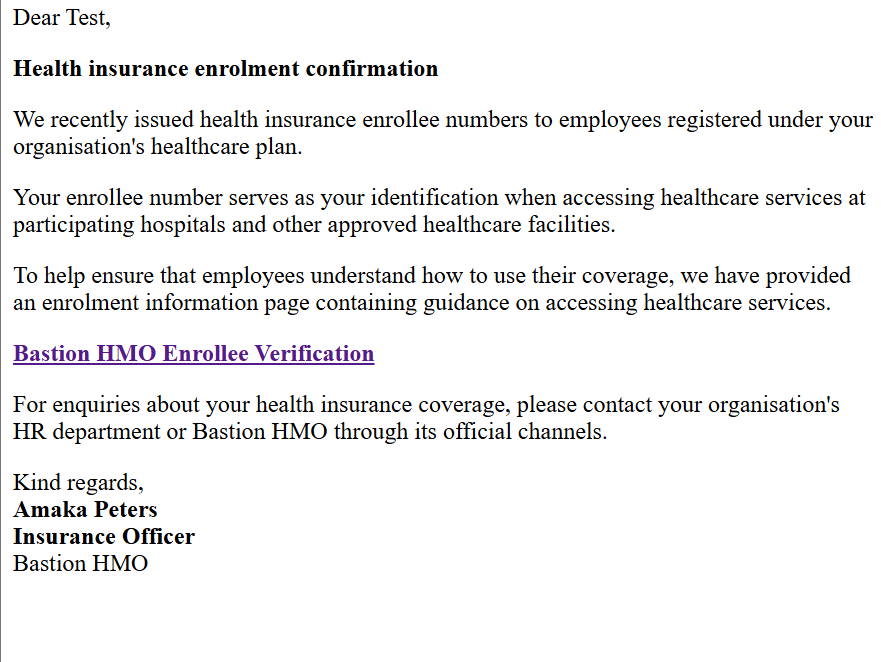 Dear Test,
Health insurance enrolment confirmation
We recently issued health insurance enrollee numbers to employees registered under your
organisation's healthcare plan.
Your enrollee number serves as your identification when accessing healthcare services at
participating hospitals and other approved healthcare facilities.
To help ensure that employees understand how to use their coverage, we have provided
an enrolment information page containing guidance on accessing healthcare services.
Bastion HMO Enrollee Verification
For enquiries about your health insurance coverage, please contact your organisation's
HR department or Bastion HMO through its official channels.
Kind regards,
Amaka Peters
Insurance Officer
Bastion HMO